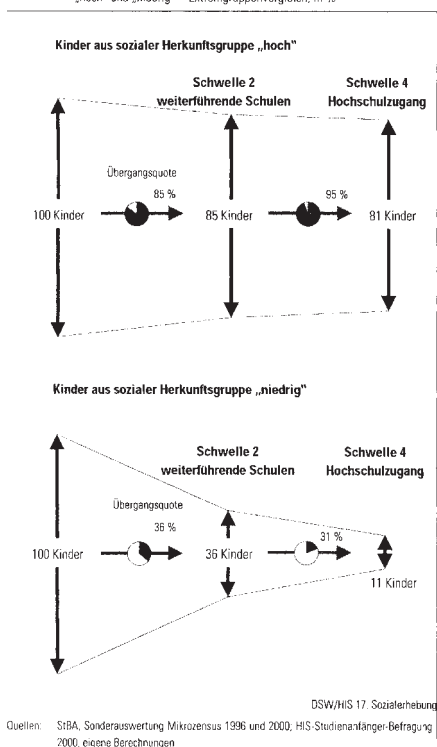 Kinder aus sozialer Herkunftsgruppe „hoch"
Schwelle 2
weiterführende Schulen
Schwelle 4
Hochschulzugang
Übergangsquote
85 %
95 %
100 Kinder
85 Kinder
81 Kinder
Kinder aus sozialer Herkunftsgruppe „niedrig"
Schwelle 2
weiterführende Schulen
Schwelle 4
Hochschulzugang
Übergangsquote
36 %
31 %
100 Kinder
36 Kinder
11 Kinder
DSW/HIS 17. Sozialerhebung
Quellen: StBA, Sonderauswertung Mikrozensus 1996 und 2000; HIS-Studienanfänger-Befragung
2000, eigene Berechnungen